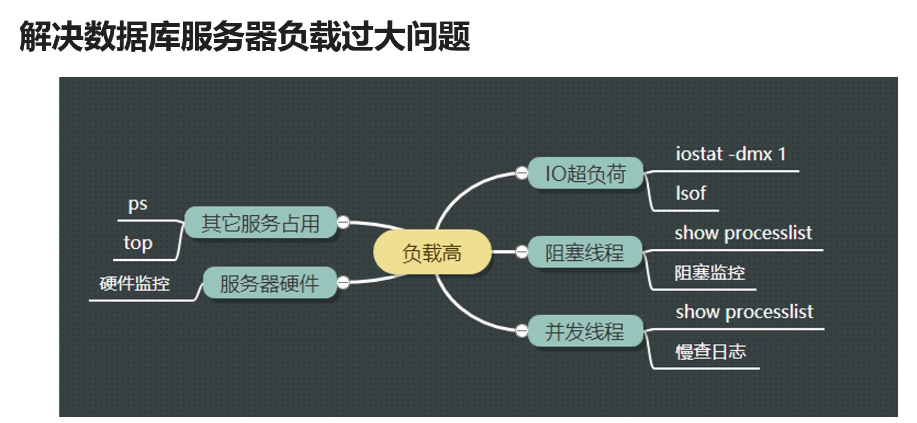 解决数据库服务器负载过大问题
iostat -dmx 1
IO超负荷
lsof
ps
其它服务占用
top
show processlist
负载高
阻塞线程
阻塞监控
服务器硬件
硬件监控
show processlist
并发线程
慢查日志